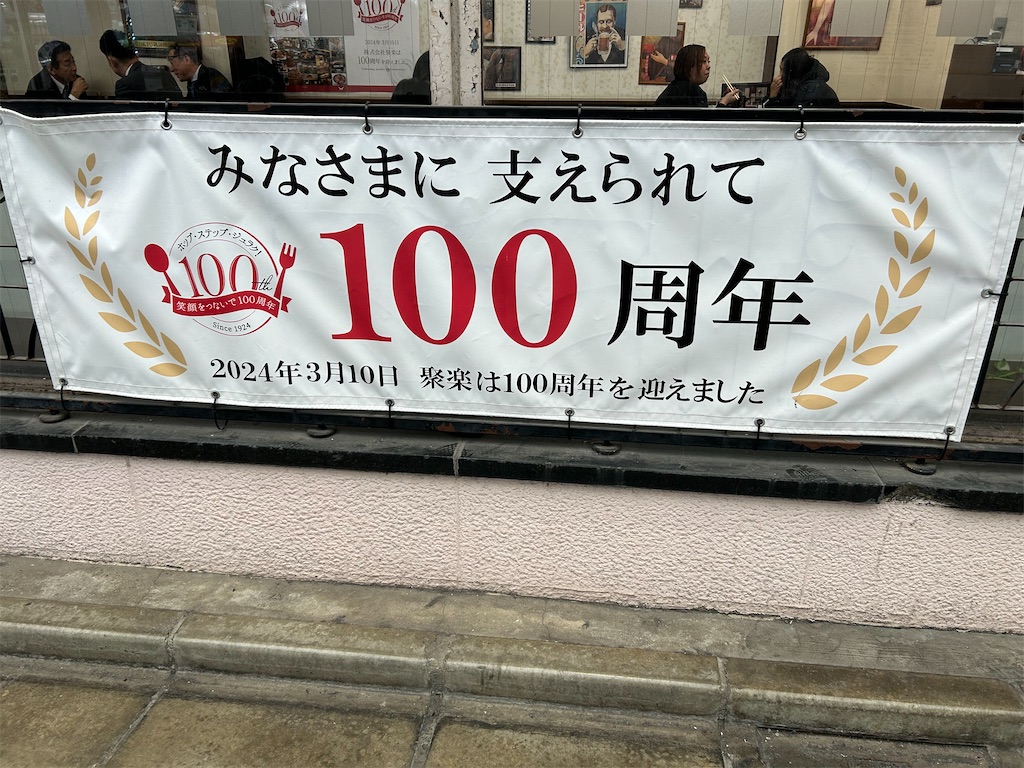 みなさまに 支えられて
ホップ・ステップ・ジュラク!
100th
笑顔をつないで100周年
Since 1924
100周年
2024年3月10日 聚楽は100周年を迎えました